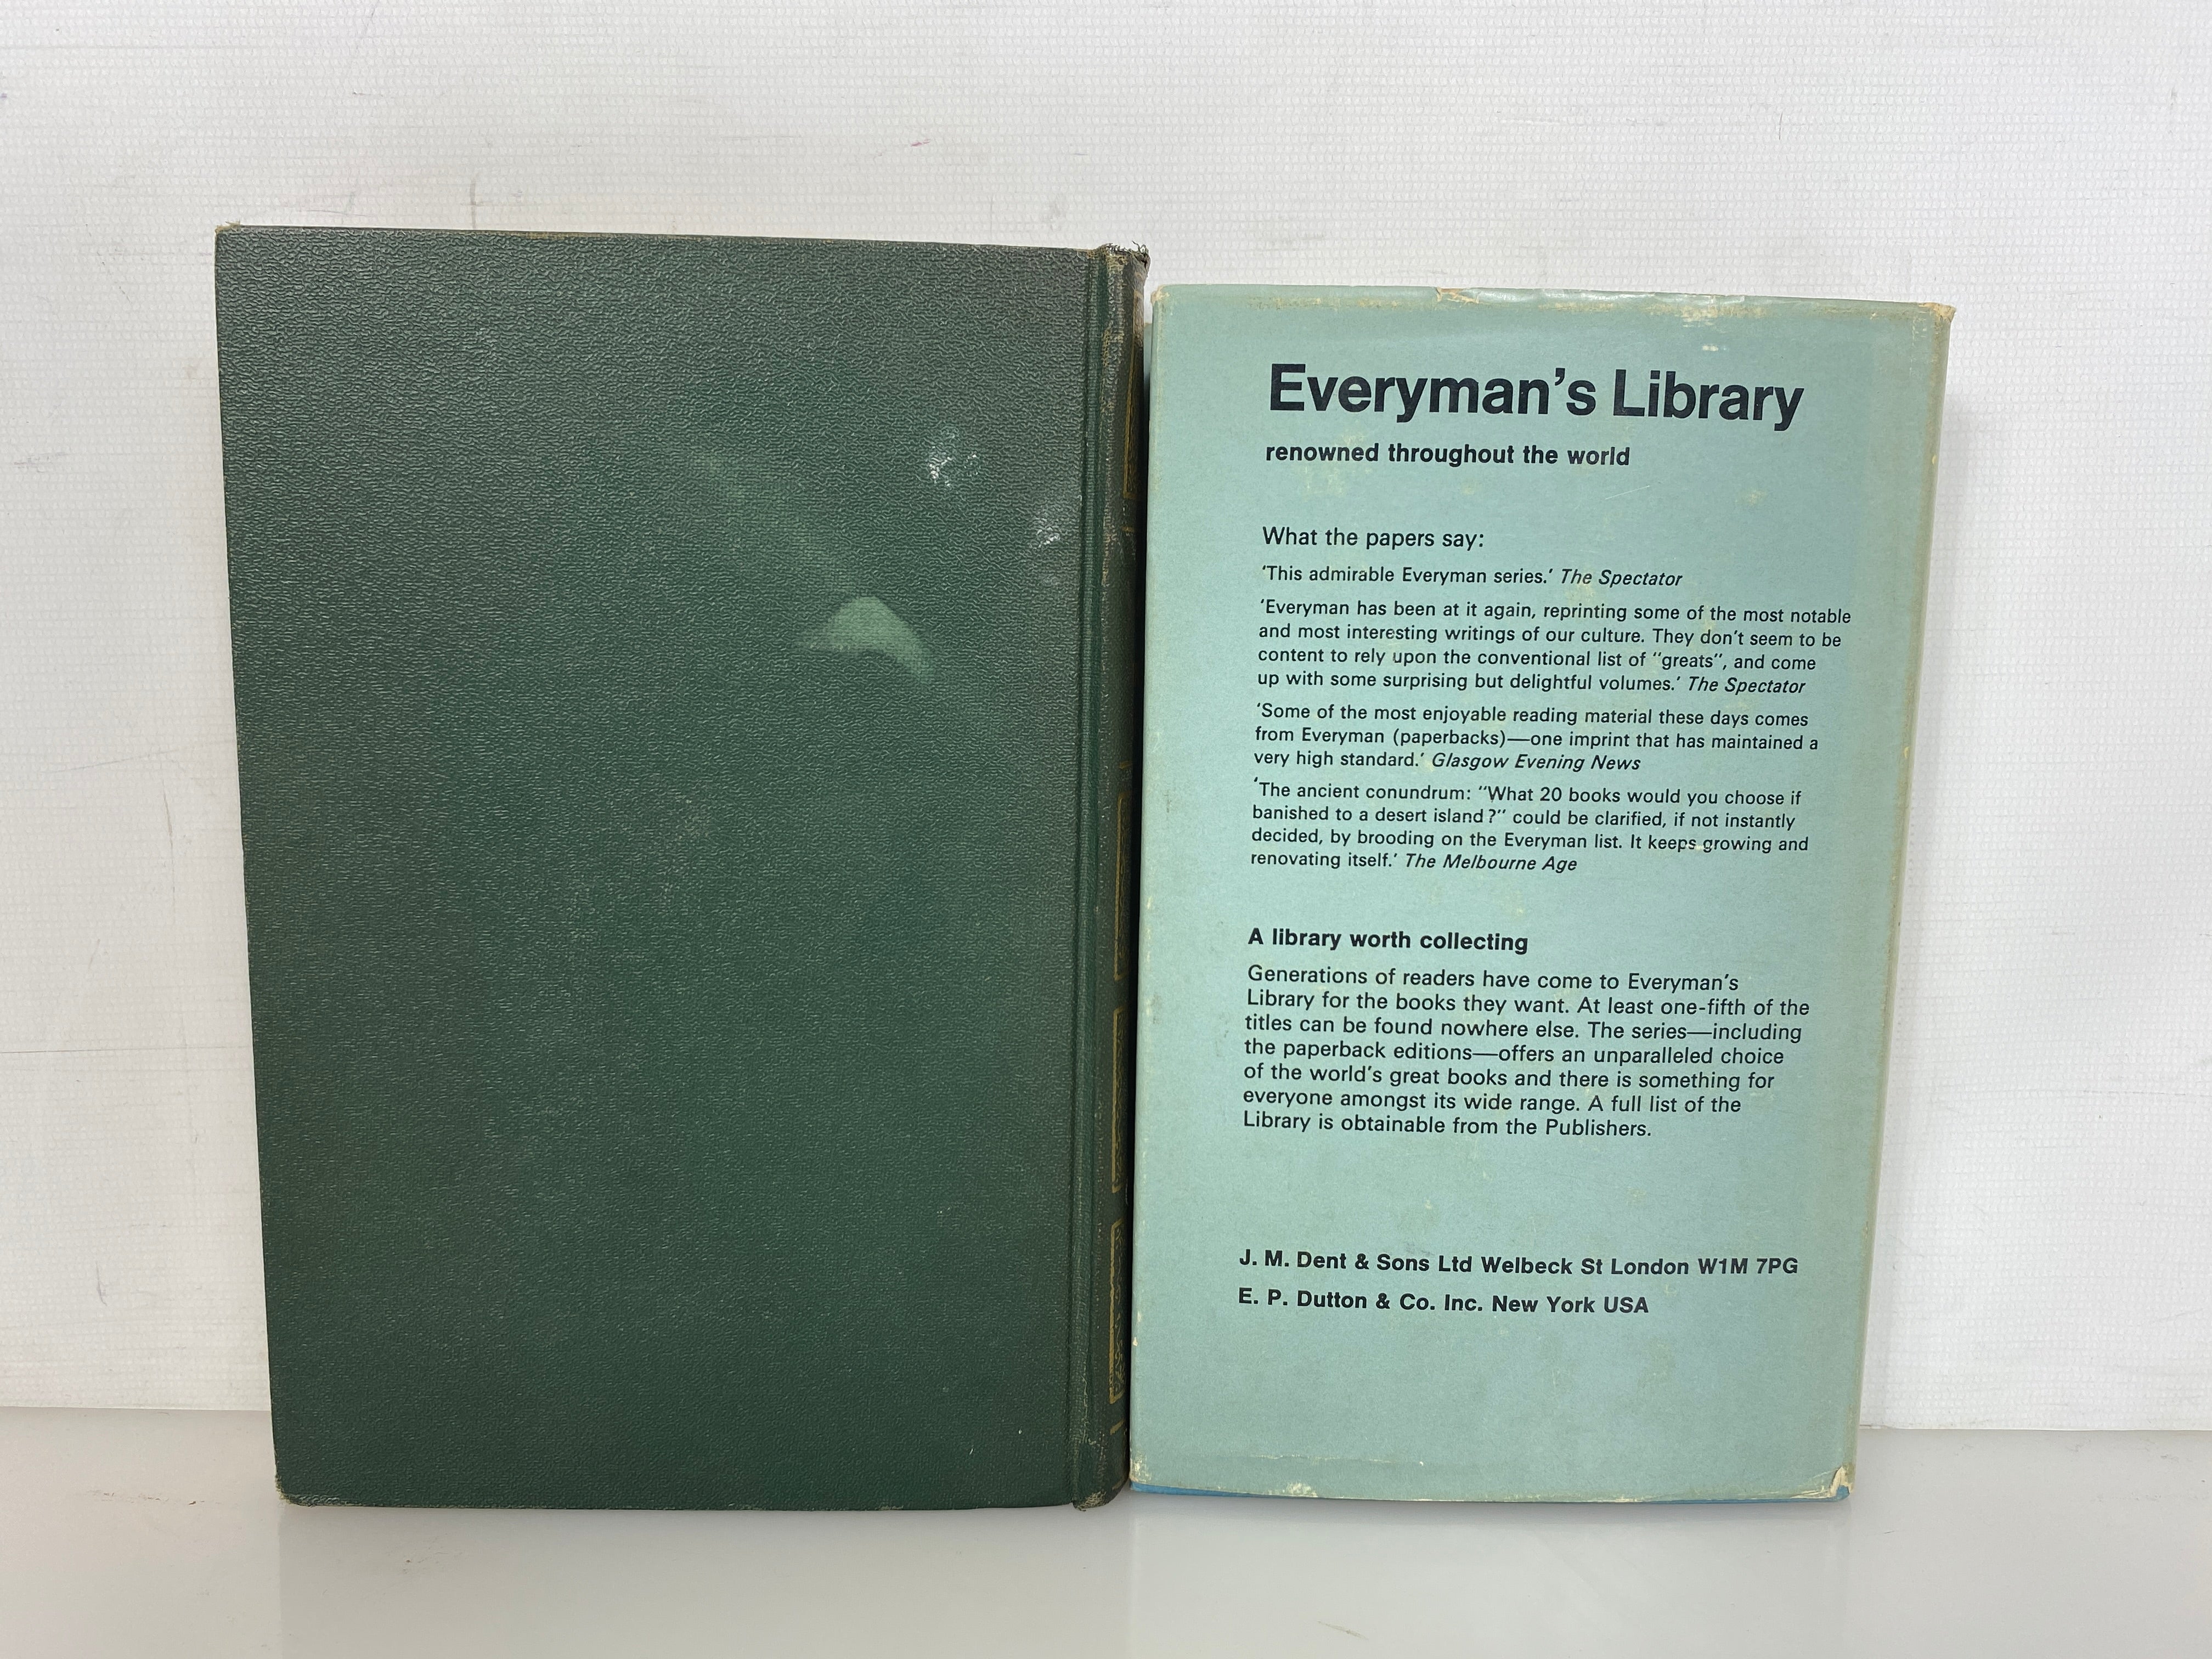 Everyman's Library
renowned throughout the world
What the papers say:
'This admirable Everyman series.' The Spectator
'Everyman has been at it again, reprinting some of the most notable
and most interesting writings of our culture. They don't seem to be
content to rely upon the conventional list of "greats", and come
up with some surprising but delightful volumes.' The Spectator
'Some of the most enjoyable reading material these days comes
from Everyman (paperbacks)—one imprint that has maintained a
very high standard.' Glasgow Evening News
'The ancient conundrum: "What 20 books would you choose if
banished to a desert island?" could be clarified, if not instantly
decided, by brooding on the Everyman list. It keeps growing and
renovating itself.' The Melbourne Age
A library worth collecting
Generations of readers have come to Everyman's
Library for the books they want. At least one-fifth of the
titles can be found nowhere else. The series—including
the paperback editions—offers an unparalleled choice
of the world's great books and there is something for
everyone amongst its wide range. A full list of the
Library is obtainable from the Publishers.
J. M. Dent & Sons Ltd Welbeck St London W1M 7PG
E. P. Dutton & Co. Inc. New York USA